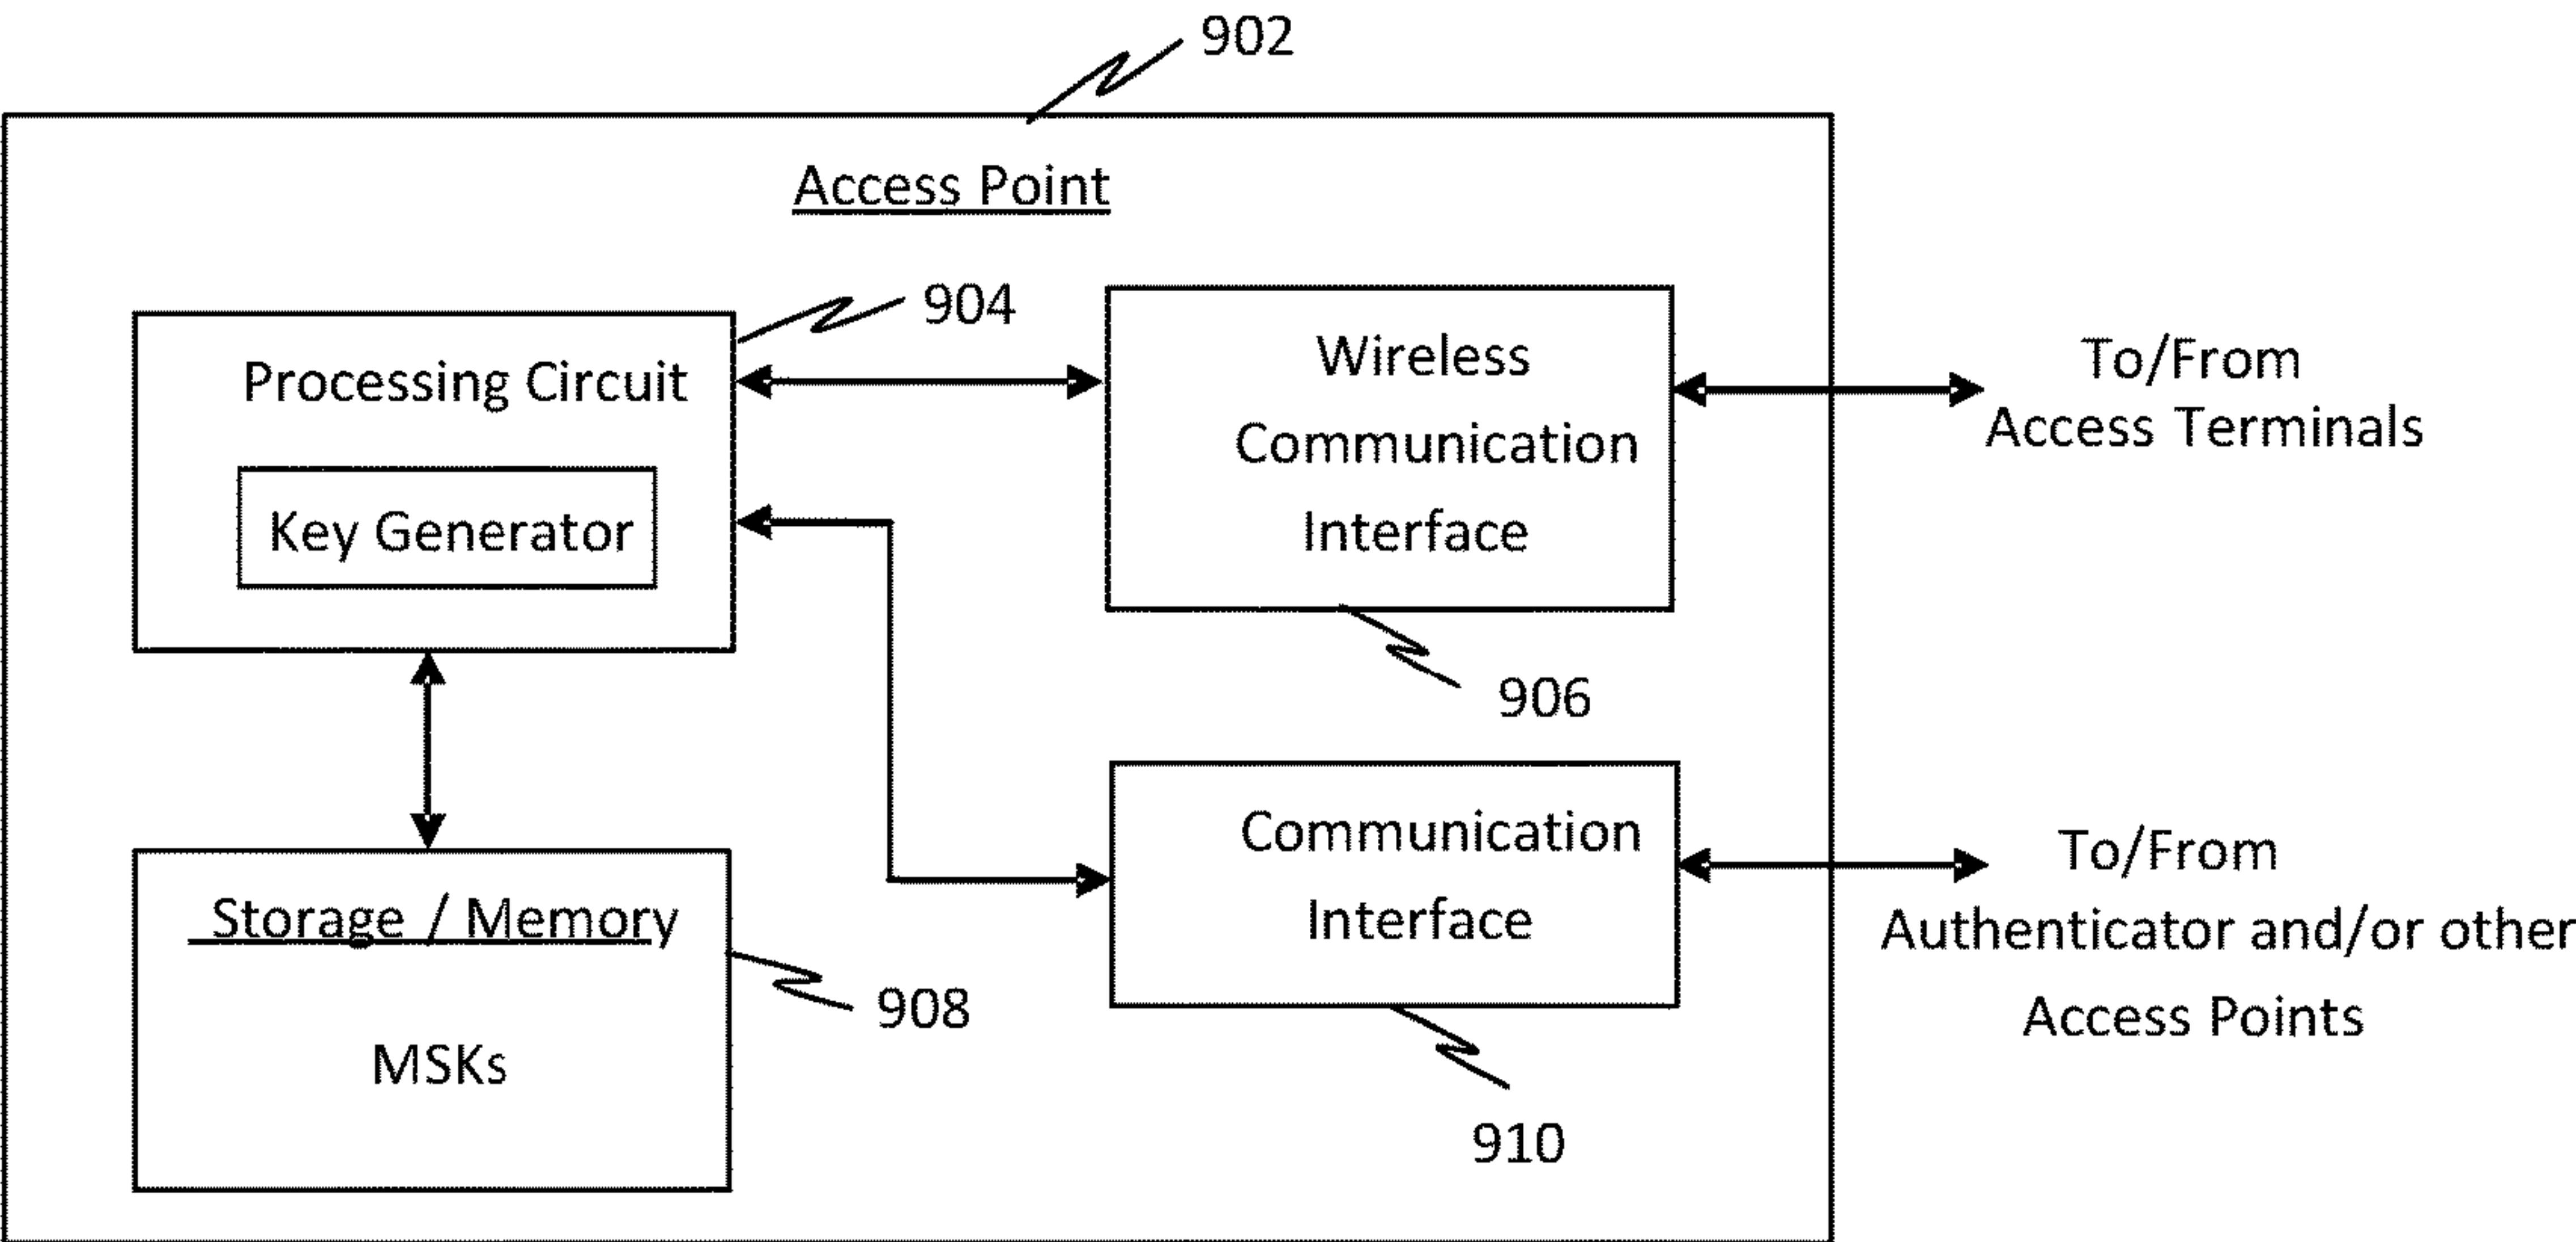 902
Access Point
904
Processing Circuit
Key Generator
Wireless
Communication
Interface
906
To/From
Access Terminals
Storage / Memory
MSKs
908
Communication
Interface
910
To/From
Authenticator and/or other
Access Points